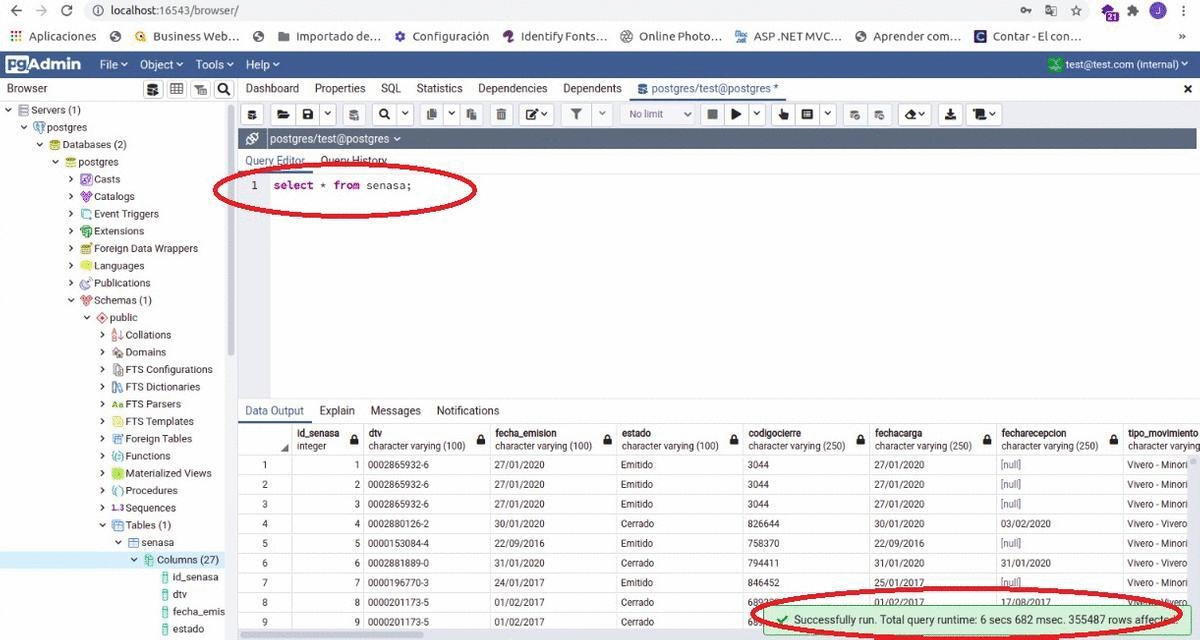 localhost:16543/browser/
21
J
Aplicaciones
Business Web...
Importado de...
Configuración
Identify Fonts...
Online Photo...
ASP .NET MVC...
Aprender com...
Contar - El con...
»
pgAdmin
File
Object
Tools
Help
test@test.com (internal)
Browser
Dashboard
Properties
SQL
Statistics
Dependencies
Dependents
postgres/test@postgres *
No limit
postgres/test@postgres
Query Editor
Query History
1 select * from senasa;
Servers (1)
postgres
Databases (2)
postgres
Casts
Catalogs
Event Triggers
Extensions
Foreign Data Wrappers
Languages
Publications
Schemas (1)
public
Collations
Domains
FTS Configurations
FTS Dictionaries
FTS Parsers
FTS Templates
Foreign Tables
Functions
Materialized Views
Procedures
1..3 Sequences
Tables (1)
senasa
Columns (27)
id_senasa
dtv
fecha_emis
estado
Data Output
Explain
Messages
Notifications
id_senasa integer
dtv character varying (100)
fecha_emision character varying (100)
estado character varying (100)
codigocierre character varying (250)
fechacarga character varying (250)
fecharecepcion character varying (250)
tipo_movimiento character varying
1 1 0002865932-6 27/01/2020 Emitido 3044 27/01/2020 [null] Vivero - Minori
2 2 0002865932-6 27/01/2020 Emitido 3044 27/01/2020 [null] Vivero - Minori
3 3 0002865932-6 27/01/2020 Emitido 3044 27/01/2020 [null] Vivero - Minori
4 4 0002880126-2 30/01/2020 Cerrado 826644 30/01/2020 03/02/2020 Vivero - Vivero
5 5 0000153084-4 22/09/2016 Emitido 758370 22/09/2016 [null] Vivero - Minori
6 6 0002881889-0 31/01/2020 Cerrado 794411 31/01/2020 31/01/2020 Vivero - Vivero
7 7 0000196770-3 24/01/2017 Emitido 846452 25/01/2017 [null] Vivero - Minori
8 8 0000201173-5 01/02/2017 Cerrado 01/02/2017 17/08/2017 Vivero - Vivero
9 9 0000201173-5 01/02/2017 Cerrado
Successfully run. Total query runtime: 6 secs 682 msec. 355487 rows affected.